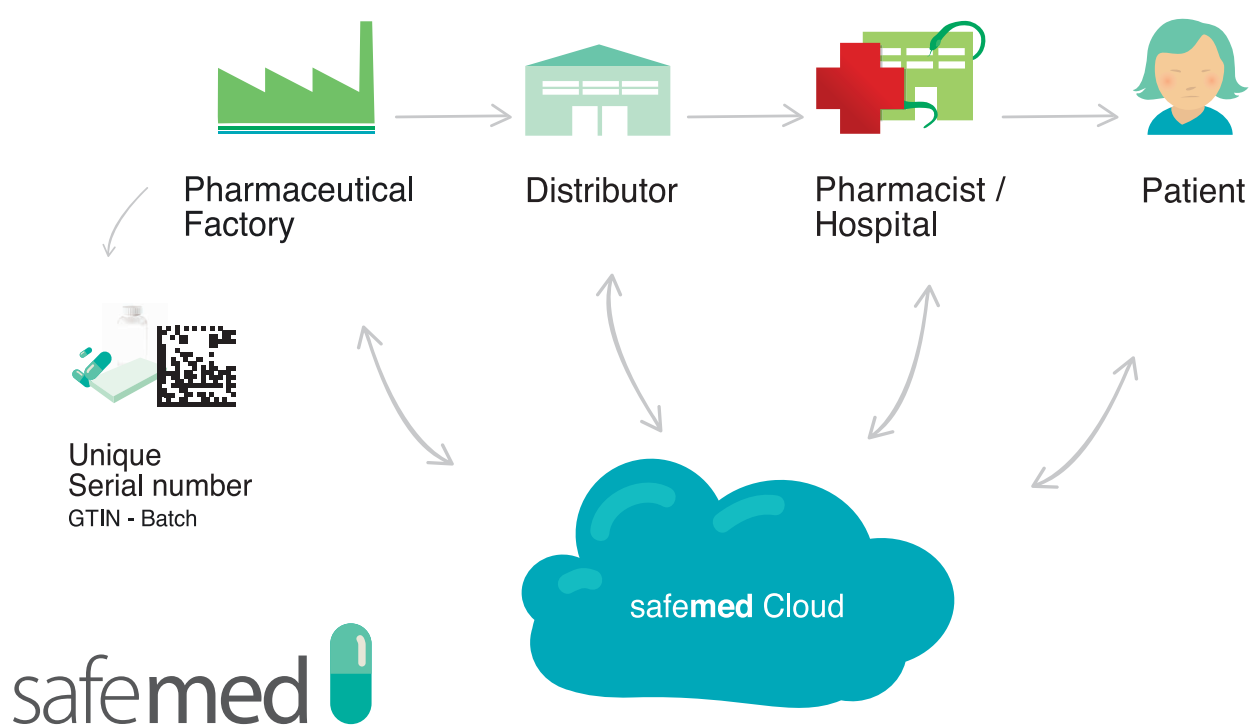 Pharmaceutical
Factory
Distributor
Pharmacist /
Hospital
Patient
Unique
Serial number
GTIN - Batch
safemed Cloud
safemed